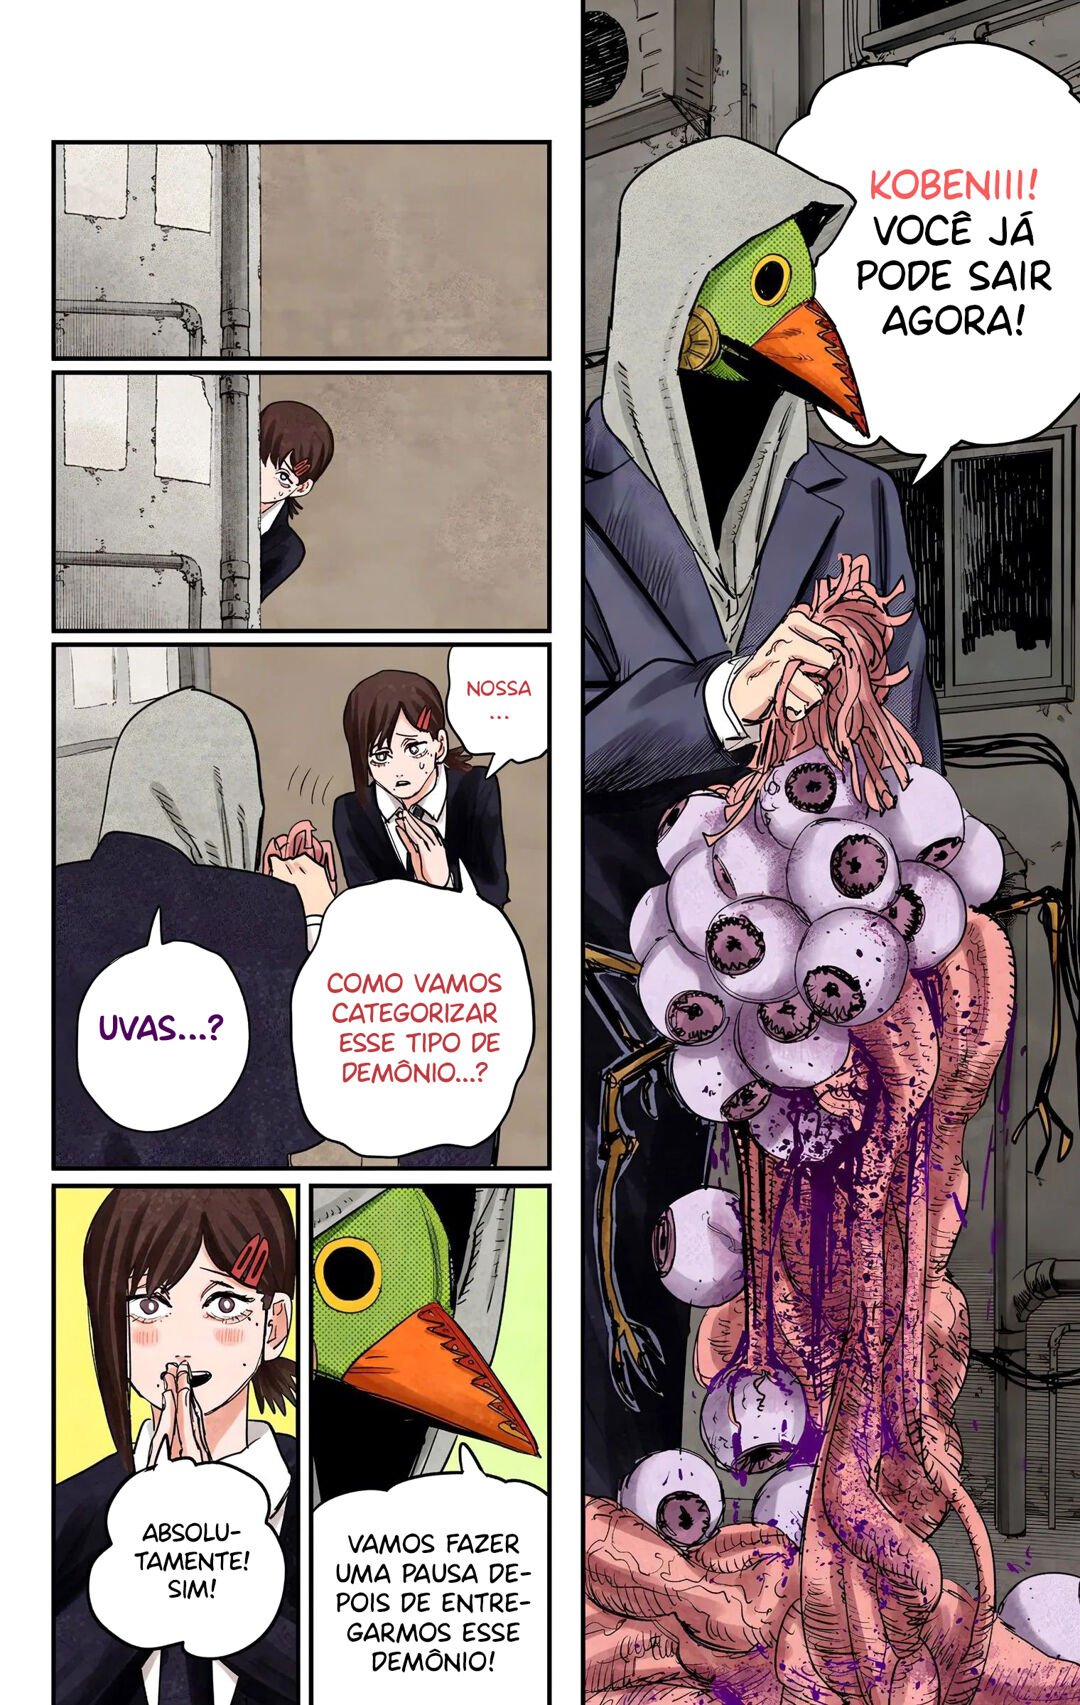 KOBENIII!
VOCÊ JÁ
PODE SAIR
AGORA!
NOSSA
...
COMO VAMOS
CATEGORIZAR
ESSE TIPO DE
DEMÔNIO...?
UVAS...?
VAMOS FAZER
UMA PAUSA DE-
POIS DE ENTRE-
GARMOS ESSE
DEMÔNIO!
ABSOLU-
TAMENTE!
SIM!